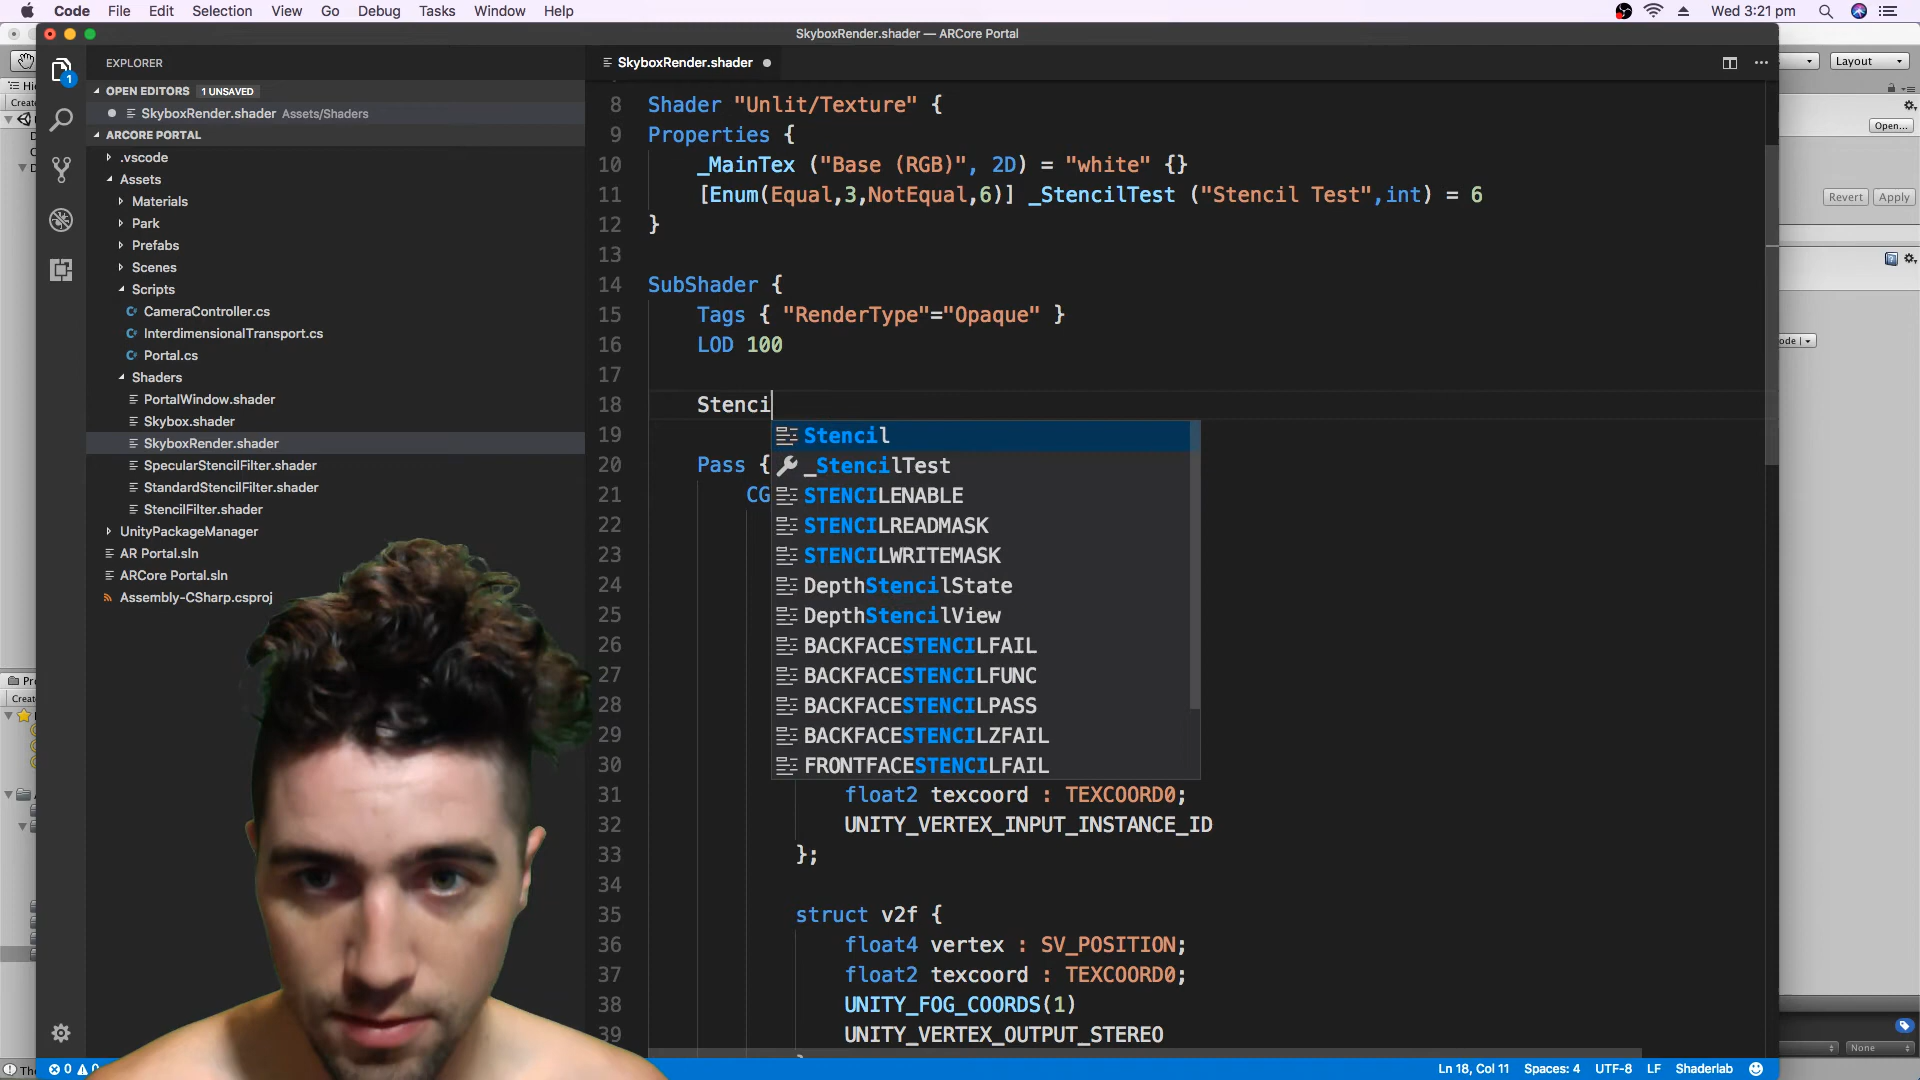 Code File Edit Selection View Go Debug Tasks Window Help Wed 3:21 pm
SkyboxRender.shader — ARCore Portal
EXPLORER
OPEN EDITORS 1 UNSAVED
SkyboxRender.shader Assets/Shaders
ARCORE PORTAL
.vscode
Assets
Materials
Park
Prefabs
Scenes
Scripts
CameraController.cs
InterdimensionalTransport.cs
Portal.cs
Shaders
PortalWindow.shader
Skybox.shader
SkyboxRender.shader
SpecularStencilFilter.shader
StandardStencilFilter.shader
StencilFilter.shader
UnityPackageManager
AR Portal.sln
ARCore Portal.sln
Assembly-CSharp.csproj
SkyboxRender.shader
8 Shader "Unlit/Texture" {
9 Properties {
10 _MainTex ("Base (RGB)", 2D) = "white" {}
11 [Enum(Equal,3,NotEqual,6)] _StencilTest ("Stencil Test",int) = 6
12 }
13
14 SubShader {
15 Tags { "RenderType"="Opaque" }
16 LOD 100
17
18 Stenci
19
20 Pass {
21 CG
22
23
24
25
26
27
28
29
30
31 float2 texcoord : TEXCOORD0;
32 UNITY_VERTEX_INPUT_INSTANCE_ID
33 };
34
35 struct v2f {
36 float4 vertex : SV_POSITION;
37 float2 texcoord : TEXCOORD0;
38 UNITY_FOG_COORDS(1)
39 UNITY_VERTEX_OUTPUT_STEREO
Stencil
_StencilTest
STENCILENABLE
STENCILREADMASK
STENCILWRITEMASK
DepthStencilState
DepthStencilView
BACKFACESTENCILFAIL
BACKFACESTENCILFUNC
BACKFACESTENCILPASS
BACKFACESTENCILZFAIL
FRONTFACESTENCILFAIL
Layout
Open...
Revert Apply
ode
None
Hi
Create
Pro
Create
The
0 0
Ln 18, Col 11 Spaces: 4 UTF-8 LF Shaderlab